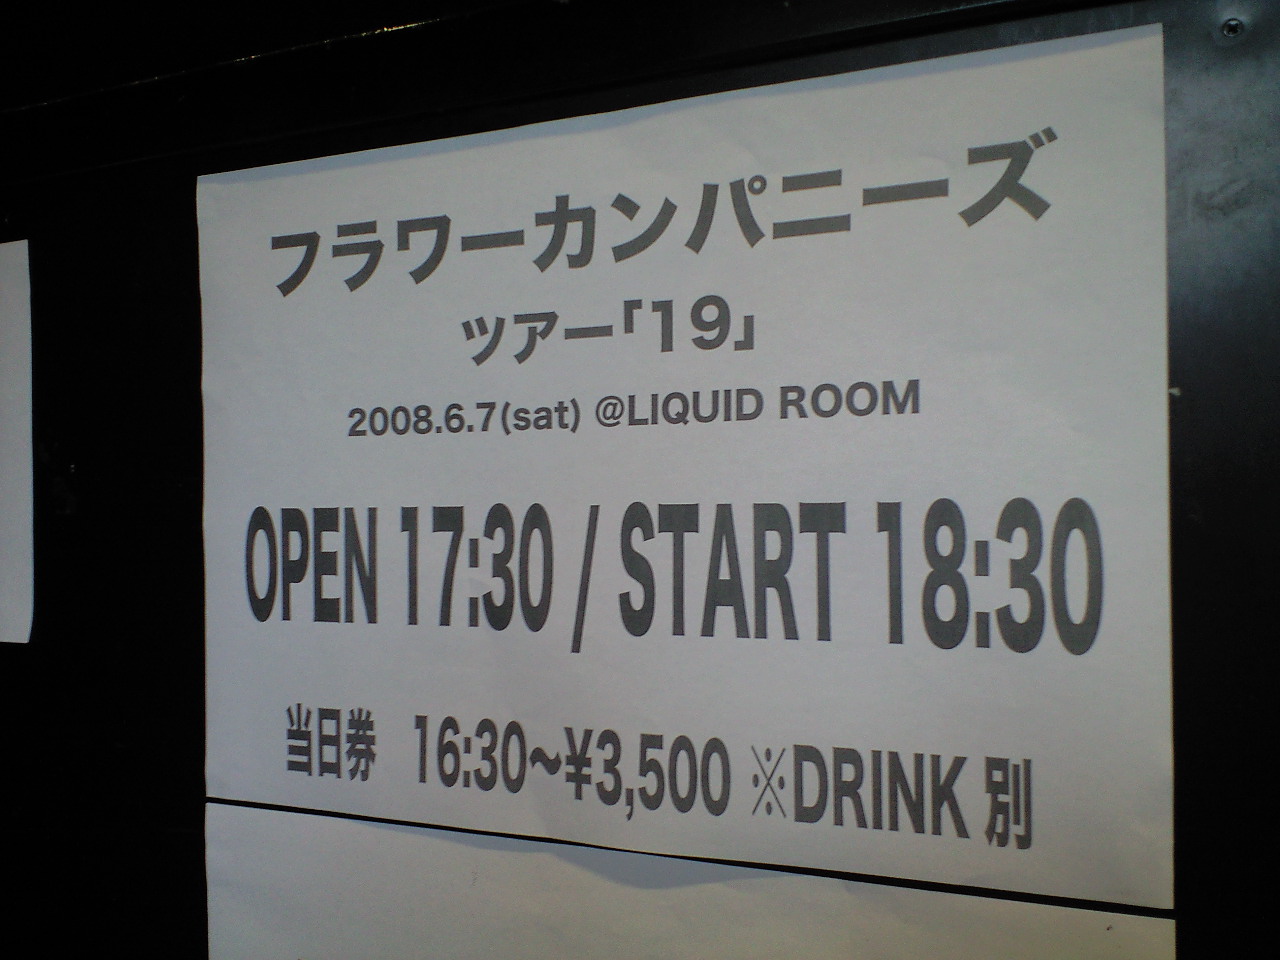 フラワーカンパニーズ
ツアー「19」
2008.6.7(sat) @LIQUID ROOM
OPEN 17:30 / START 18:30
当日券 16:30~¥3,500 ※DRINK 別